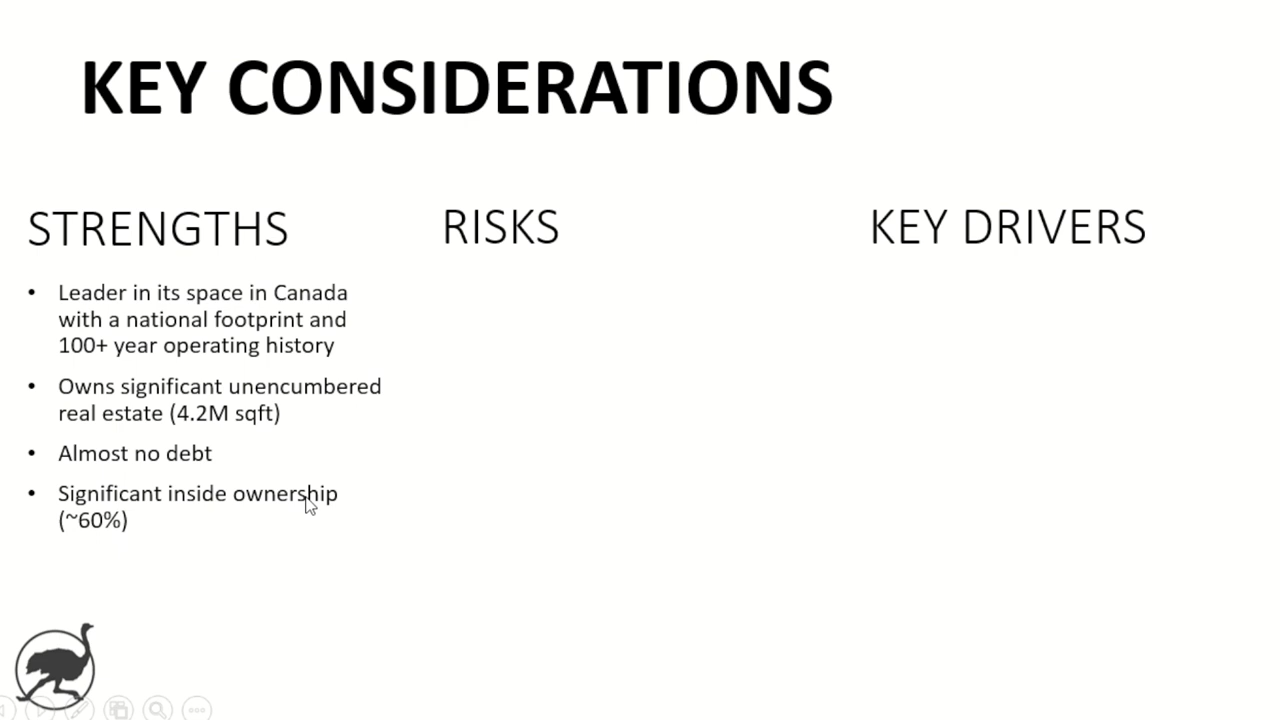 KEY CONSIDERATIONS
STRENGTHS
• Leader in its space in Canada
with a national footprint and
100+ year operating history
• Owns significant unencumbered
real estate (4.2M sqft)
• Almost no debt
• Significant inside ownership
(~60%)
RISKS
KEY DRIVERS